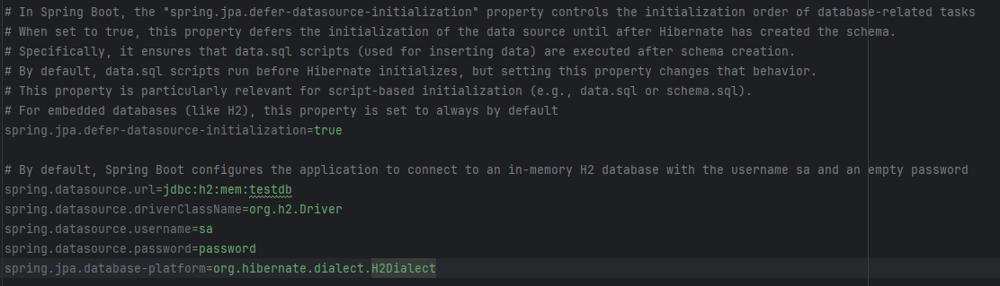 # In Spring Boot, the "spring.jpa.defer-datasource-initialization" property controls the initialization order of database-related tasks
# When set to true, this property defers the initialization of the data source until after Hibernate has created the schema.
# Specifically, it ensures that data.sql scripts (used for inserting data) are executed after schema creation.
# By default, data.sql scripts run before Hibernate initializes, but setting this property changes that behavior.
# This property is particularly relevant for script-based initialization (e.g., data.sql or schema.sql).
# For embedded databases (like H2), this property is set to always by default
spring.jpa.defer-datasource-initialization=true
# By default, Spring Boot configures the application to connect to an in-memory H2 database with the username sa and an empty password
spring.datasource.url=jdbc:h2:mem:testdb
spring.datasource.driverClassName=org.h2.Driver
spring.datasource.username=sa
spring.datasource.password=password
spring.jpa.database-platform=org.hibernate.dialect.H2Dialect